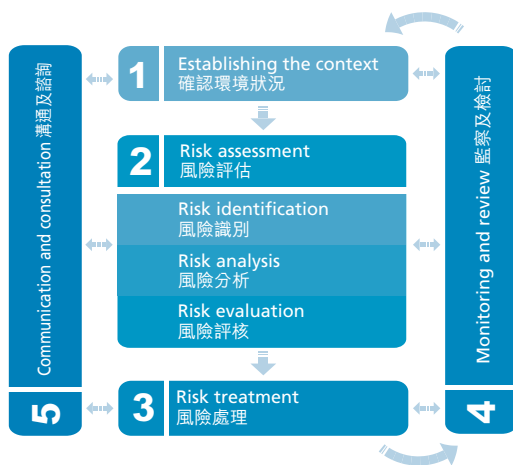 1
Establishing the context
確認環境狀況
2
Risk assessment
風險評估
Risk identification
風險識別
Risk analysis
風險分析
Risk evaluation
風險評核
3
Risk treatment
風險處理
Monitoring and review 監察及檢討
4
Communication and consultation 溝通及諮詢
5